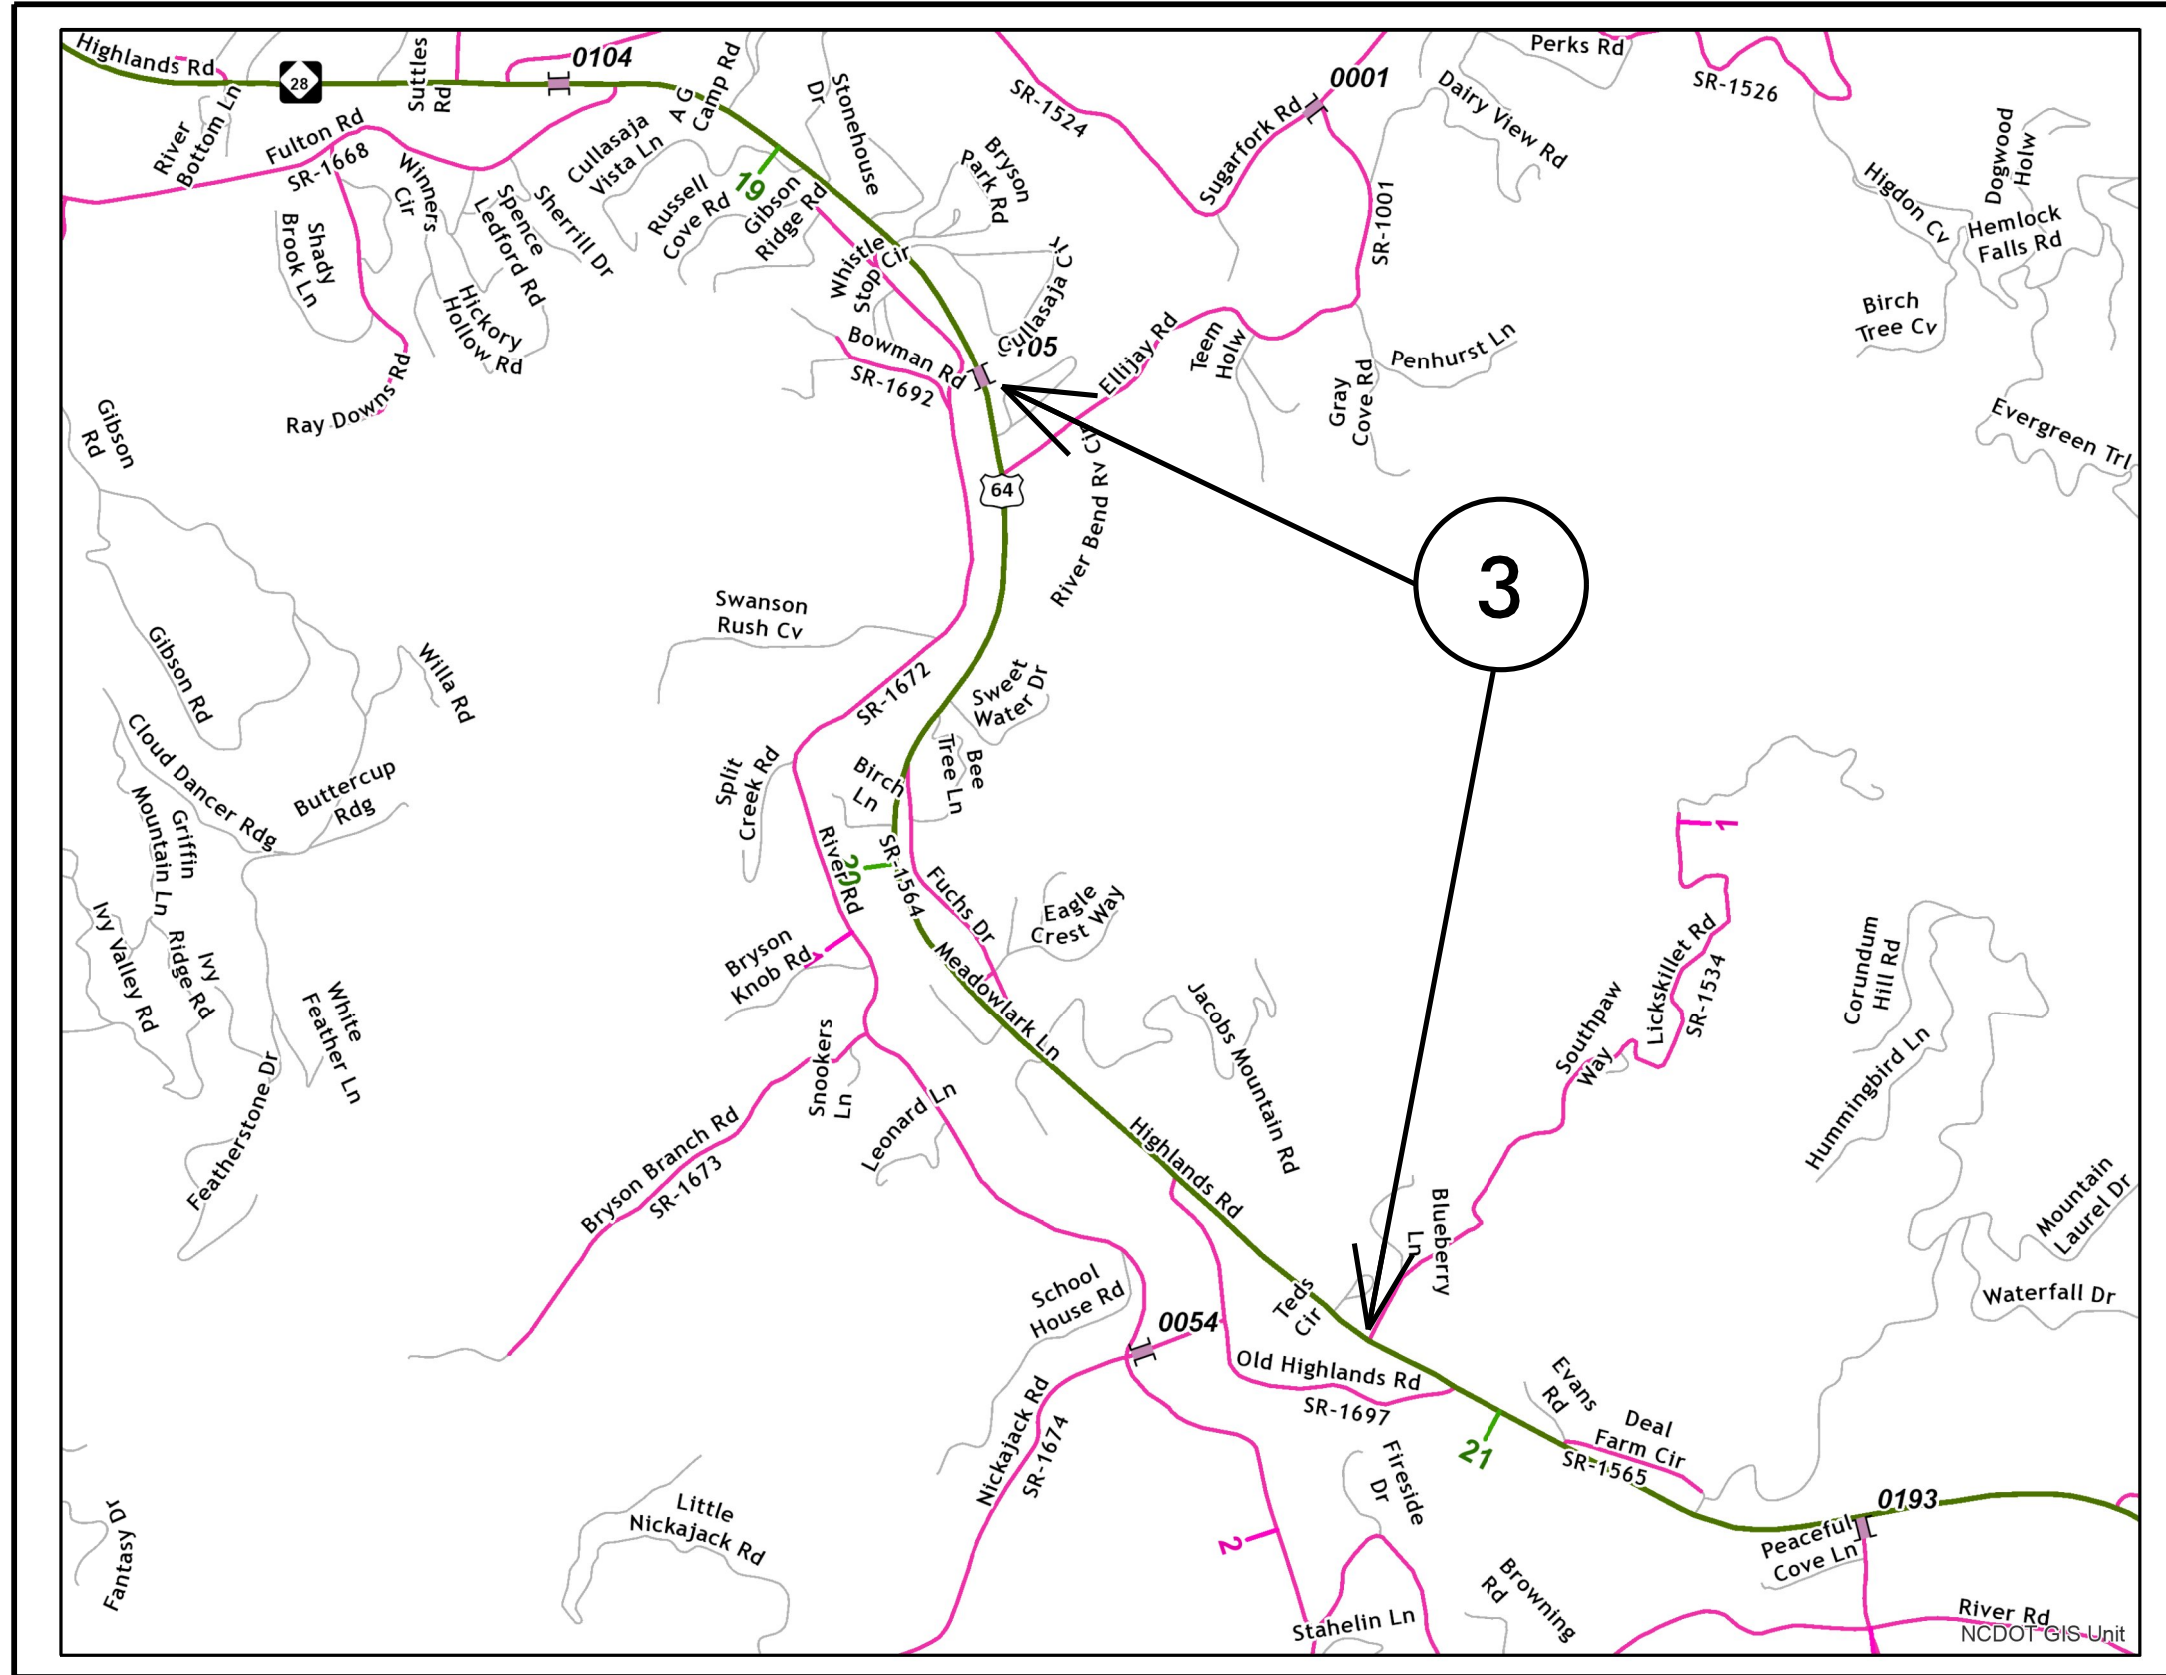 Highlands Rd
28
Suttles
Rd
0104
A G
Camp Rd
Stonehouse
Dr
SR-1524
0001
Sugarfork Rd
Perks Rd
SR-1526
Dairy View Rd
River
Bottom Ln
Fulton Rd
SR-1668
Winners
Cir
Cullasaja
Vista Ln
Spence
Ledford Rd
Sherrill Dr
Russell
Cove Rd
19
Gibson
Ridge Rd
Bryson
Park Rd
SR-1001
Higdon Cv
Dogwood
Holw
Hemlock
Falls Rd
Shady
Brook Ln
Hickory
Hollow Rd
Whistle
Stop Cir
Cullasaja Cir
Birch
Tree Cv
Bowman Rd
SR-1692
Ellijay Rd
Teem
Holw
Penhurst Ln
Gray
Cove Rd
Ray Downs Rd
Gibson
Rd
Evergreen Trl
64
River Bend Rv Cir
3
Swanson
Rush Cv
Gibson Rd
Willa Rd
SR-1672
Sweet
Water Dr
Cloud Dancer Rdg
Buttercup
Rdg
Split
Creek Rd
Birch
Ln
Bee
Tree Ln
Griffin
Mountain Ln
River Rd
20
SR-1564
Fuchs Dr
Eagle
Crest Way
1
Ivy Valley Rd
Ivy
Ridge Rd
Bryson
Knob Rd
Meadowlark Ln
Lickskillet Rd
SR-1534
Corundum
Hill Rd
White
Feather Ln
Snookers
Ln
Jacobs Mountain Rd
Southpaw
Way
Hummingbird Ln
Featherstone Dr
Bryson Branch Rd
SR-1673
Leonard Ln
Highlands Rd
Blueberry
Ln
Mountain
Laurel Dr
School
House Rd
Teds
Cir
Waterfall Dr
0054
Old Highlands Rd
SR-1697
Evans
Rd
Nickajack Rd
SR-1674
21
Deal
Farm Cir
SR-1565
Fireside
Dr
0193
Little
Nickajack Rd
Fantasy Dr
2
Peaceful
Cove Ln
Browning
Rd
Stahelin Ln
River Rd
NCDOT GIS Unit